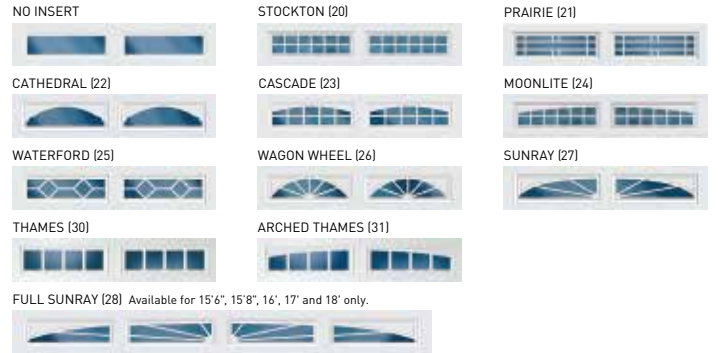 NO INSERT
STOCKTON (20)
PRAIRIE (21)
CATHEDRAL (22)
CASCADE (23)
MOONLITE (24)
WATERFORD (25)
WAGON WHEEL (26)
SUNRAY (27)
THAMES (30)
ARCHED THAMES (31)
FULL SUNRAY (28) Available for 15'6", 15'8", 16', 17' and 18' only.